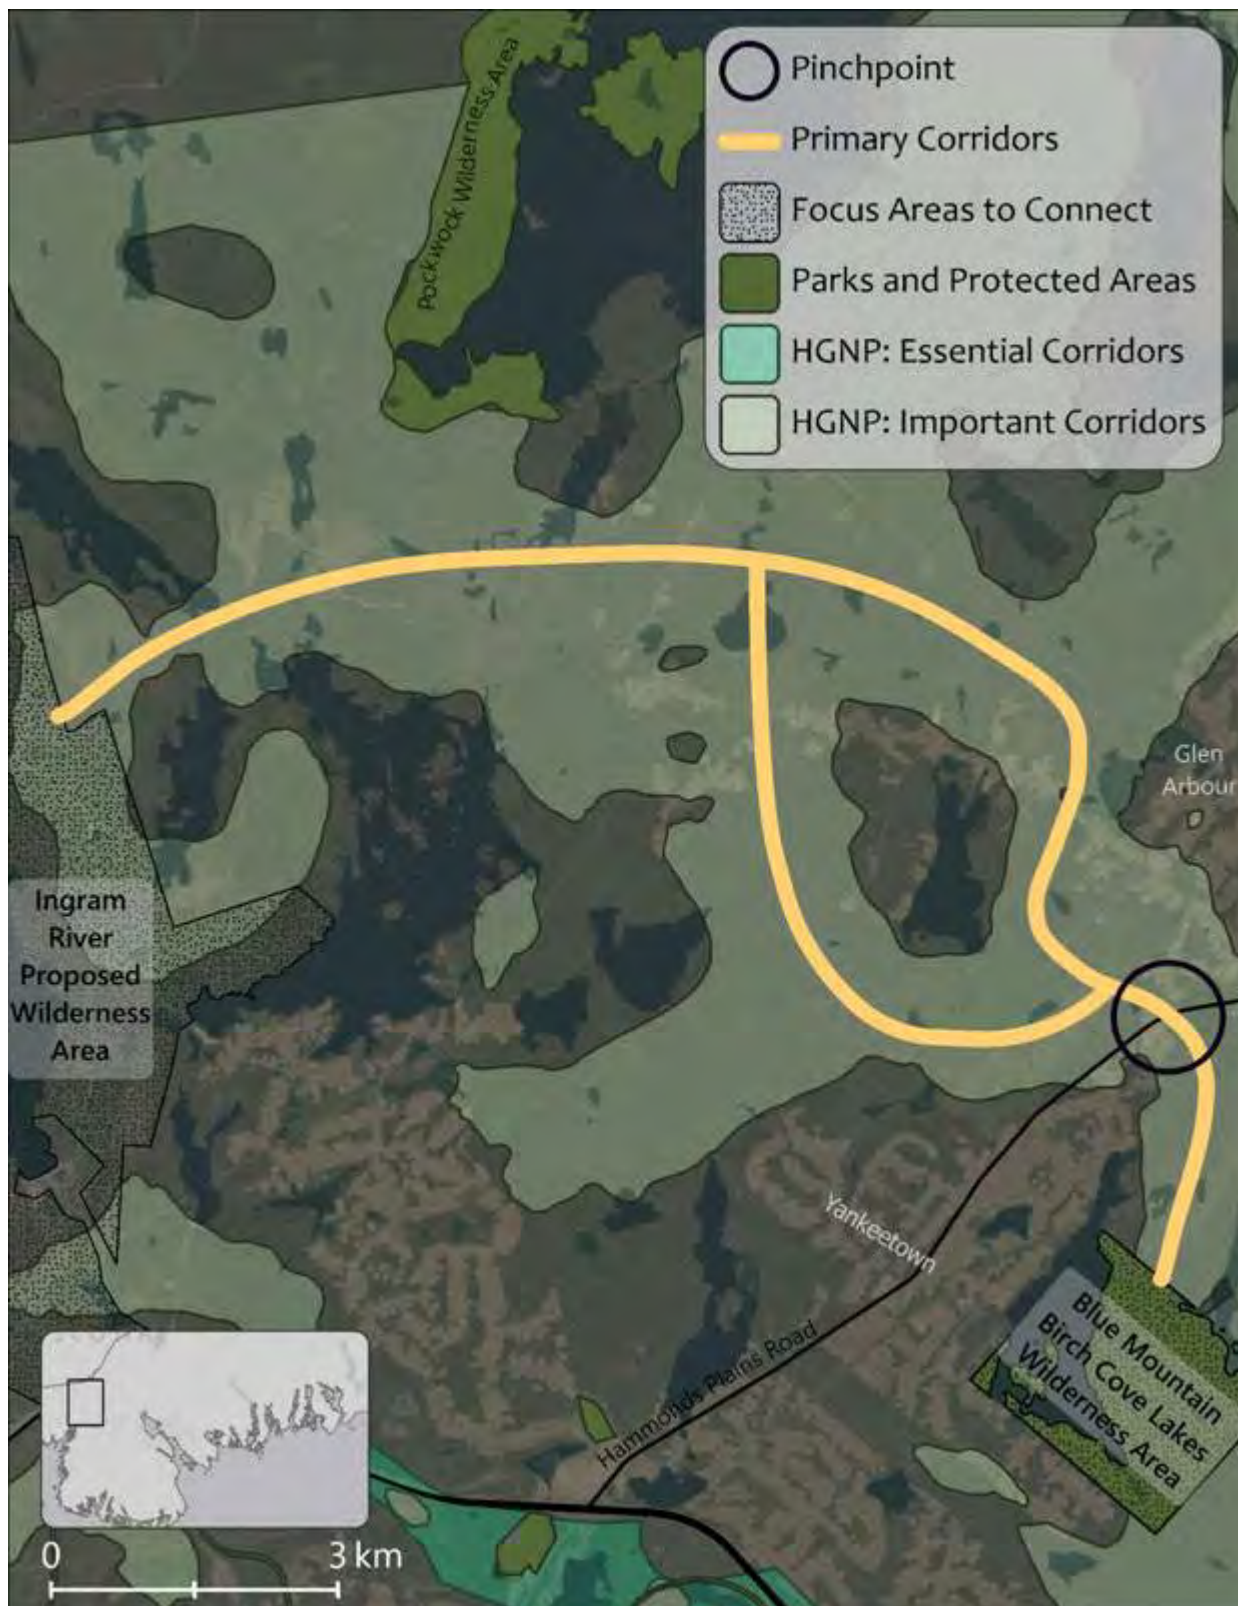 Pockwock Wilderness Area
Pinchpoint
Primary Corridors
Focus Areas to Connect
Parks and Protected Areas
HGNP: Essential Corridors
HGNP: Important Corridors
Glen
Arbour
Ingram
River
Proposed
Wilderness
Area
Yankeetown
Hammonds Plains Road
Blue Mountain
Birch Cove Lakes
Wilderness Area
0 3 km